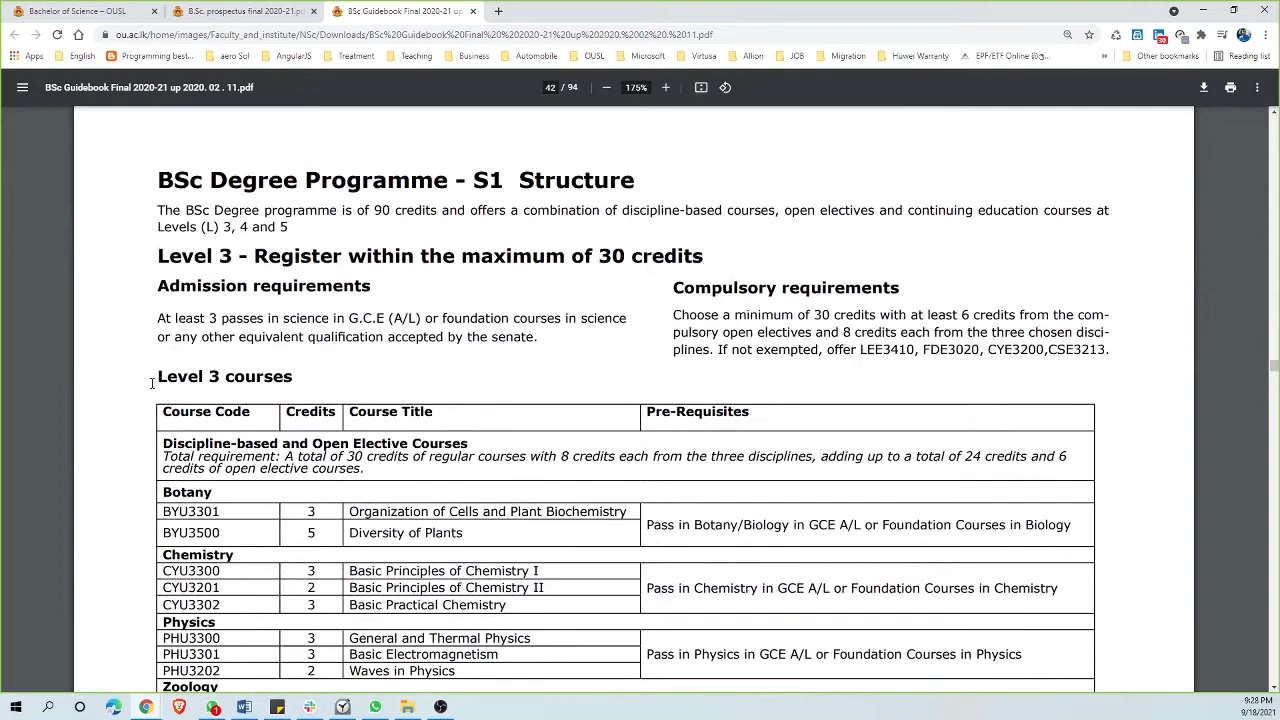 Bachelor of Science – OUSL
B.Sc. prospectus final 2020-21.pd
BSc Guidebook Final 2020-21 up
ou.ac.lk/home/images/Faculty_and_institute/NSc/Downloads/BSc%20Guidebook%20Final%20%202020-21%20up%202020.%2002%20.%2011.pdf
30
Apps English Programming best... aero Sol AngularJS Treatment Teaching Business Automobile OUSL Microsoft Virtusa Allion JOB Migration Huwei Warranty » Other bookmarks Reading list
BSc Guidebook Final 2020-21 up 2020. 02 . 11.pdf 42 / 94 175%
BSc Degree Programme - S1 Structure
The BSc Degree programme is of 90 credits and offers a combination of discipline-based courses, open electives and continuing education courses at
Levels (L) 3, 4 and 5
Level 3 - Register within the maximum of 30 credits
Admission requirements
At least 3 passes in science in G.C.E (A/L) or foundation courses in science
or any other equivalent qualification accepted by the senate.
Compulsory requirements
Choose a minimum of 30 credits with at least 6 credits from the com-
pulsory open electives and 8 credits each from the three chosen disci-
plines. If not exempted, offer LEE3410, FDE3020, CYE3200,CSE3213.
Level 3 courses
Course Code Credits Course Title Pre-Requisites
Discipline-based and Open Elective Courses
Total requirement: A total of 30 credits of regular courses with 8 credits each from the three disciplines, adding up to a total of 24 credits and 6
credits of open elective courses.
Botany
BYU3301 3 Organization of Cells and Plant Biochemistry
Pass in Botany/Biology in GCE A/L or Foundation Courses in Biology
BYU3500 5 Diversity of Plants
Chemistry
CYU3300 3 Basic Principles of Chemistry I
CYU3201 2 Basic Principles of Chemistry II Pass in Chemistry in GCE A/L or Foundation Courses in Chemistry
CYU3302 3 Basic Practical Chemistry
Physics
PHU3300 3 General and Thermal Physics
PHU3301 3 Basic Electromagnetism Pass in Physics in GCE A/L or Foundation Courses in Physics
PHU3202 2 Waves in Physics
Zoology
9:28 PM
9/18/2021